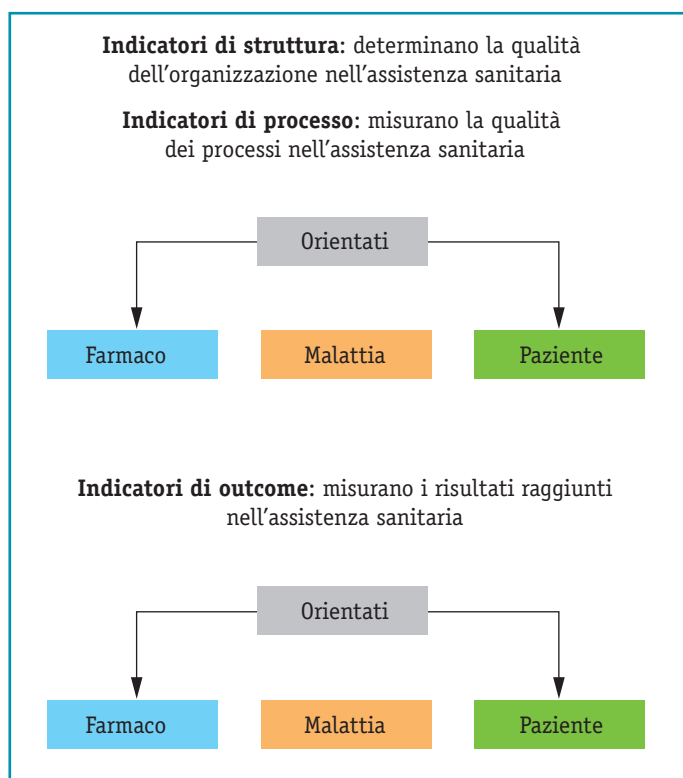 Indicatori di struttura: determinano la qualità
dell’organizzazione nell’assistenza sanitaria
Indicatori di processo: misurano la qualità
dei processi nell’assistenza sanitaria
Orientati
Farmaco Malattia Paziente
Indicatori di outcome: misurano i risultati raggiunti
nell’assistenza sanitaria
Orientati
Farmaco Malattia Paziente